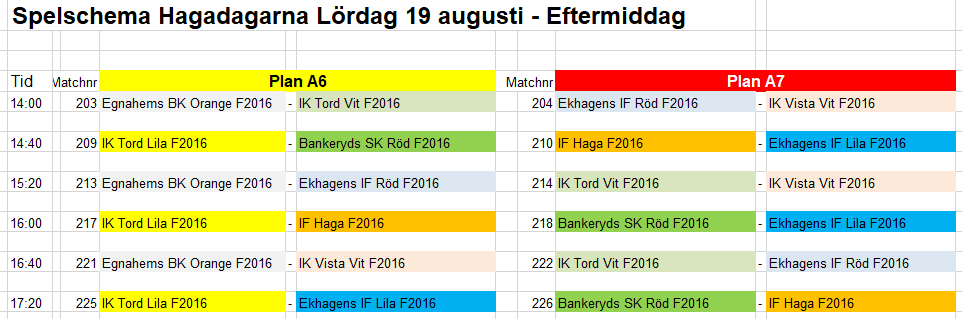 Spelschema Hagadagarna Lördag 19 augusti - Eftermiddag
Tid Matchnr Plan A6 Matchnr Plan A7
14:00 203 Egnahems BK Orange F2016 - IK Tord Vit F2016 204 Ekhagens IF Röd F2016 - IK Vista Vit F2016
14:40 209 IK Tord Lila F2016 - Bankeryds SK Röd F2016 210 IF Haga F2016 - Ekhagens IF Lila F2016
15:20 213 Egnahems BK Orange F2016 - Ekhagens IF Röd F2016 214 IK Tord Vit F2016 - IK Vista Vit F2016
16:00 217 IK Tord Lila F2016 - IF Haga F2016 218 Bankeryds SK Röd F2016 - Ekhagens IF Lila F2016
16:40 221 Egnahems BK Orange F2016 - IK Vista Vit F2016 222 IK Tord Vit F2016 - Ekhagens IF Röd F2016
17:20 225 IK Tord Lila F2016 - Ekhagens IF Lila F2016 226 Bankeryds SK Röd F2016 - IF Haga F2016